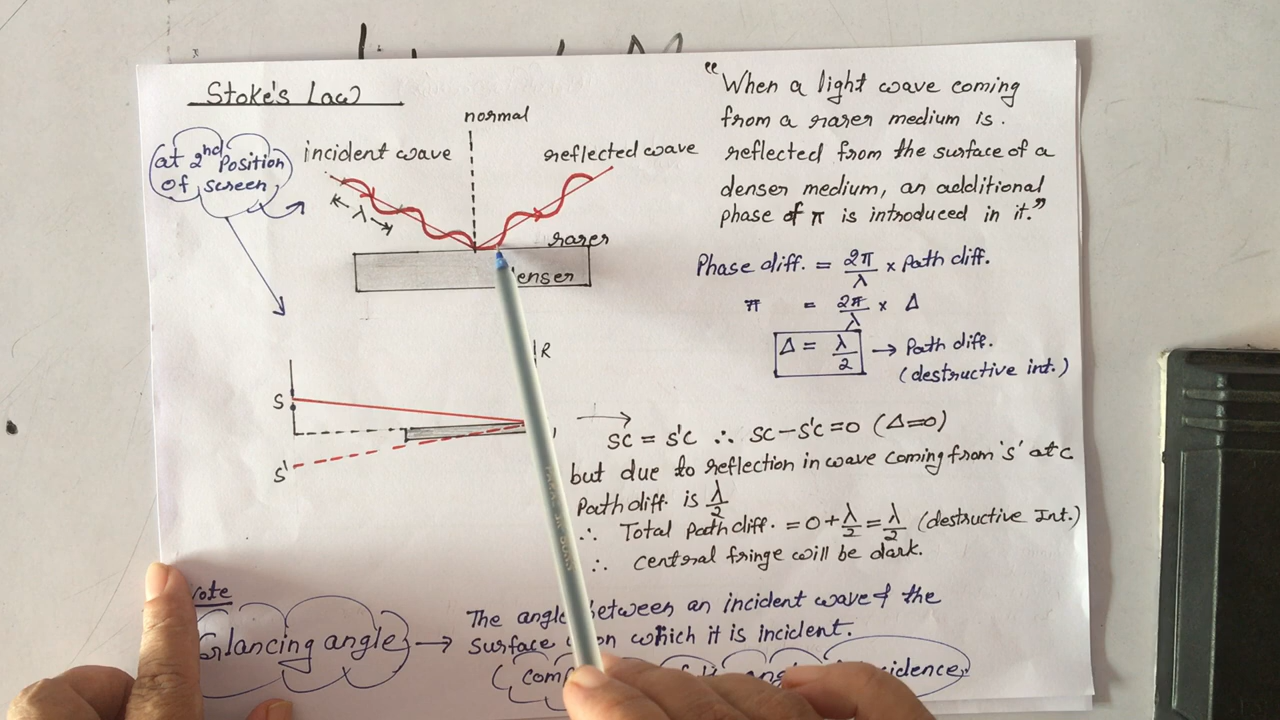 Stoke's Law
at 2nd Position
of screen
normal
incident wave
reflected wave
λ
rarer
denser
"When a light wave coming
from a rarer medium is.
reflected from the surface of a
denser medium, an additional
phase of π is introduced in it."
Phase diff. = 2π/λ × Path diff.
π = 2π/λ × Δ
Δ = λ/2 → Path diff.
(destructive int.)
R
S
S'
SC = S'C ∴ SC-S'C=0 (Δ=0)
but due to reflection in wave coming from 's' at c
Path diff. is λ/2
∴ Total Path diff. = 0+λ/2=λ/2 (destructive Int.)
∴ central fringe will be dark.
Note
Glancing angle → The angle between an incident wave & the
surface upon which it is incident.